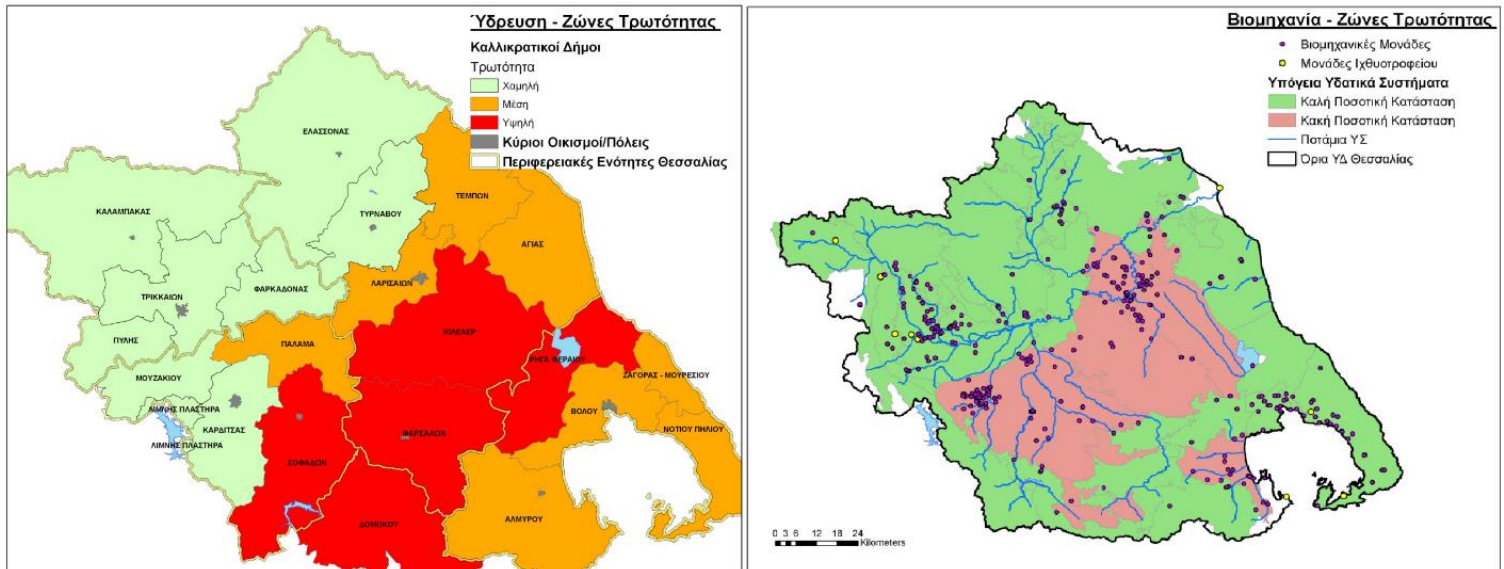 Ύδρευση - Ζώνες Τρωτότητας
Καλλικρατικοί Δήμοι
Τρωτότητα
Χαμηλή
Μέση
Υψηλή
Κύριοι Οικισμοί/Πόλεις
Περιφερειακές Ενότητες Θεσσαλίας
ΕΛΑΣΣΟΝΑΣ
ΤΕΜΠΩΝ
ΚΑΛΑΜΠΑΚΑΣ
ΤΥΡΝΑΒΟΥ
ΑΓΙΑΣ
ΛΑΡΙΣΑΙΩΝ
ΦΑΡΚΑΔΟΝΑΣ
ΤΡΙΚΚΑΙΩΝ
ΚΙΛΕΛΕΡ
ΠΥΛΗΣ
ΠΑΛΑΜΑ
ΡΗΓΑ ΦΕΡΑΙΟΥ
ΜΟΥΖΑΚΙΟΥ
ΖΑΓΟΡΑΣ - ΜΟΥΡΕΣΙΟΥ
ΛΙΜΝΗΣ ΠΛΑΣΤΗΡΑ
ΒΟΛΟΥ
ΚΑΡΔΙΤΣΑΣ
ΝΟΤΙΟΥ ΠΗΛΙΟΥ
ΦΑΡΣΑΛΩΝ
ΛΙΜΝΗΣ ΠΛΑΣΤΗΡΑ
ΣΟΦΑΔΩΝ
ΑΛΜΥΡΟΥ
ΔΟΜΟΚΟΥ
Βιομηχανία - Ζώνες Τρωτότητας
Βιομηχανικές Μονάδες
Μονάδες Ιχθυοτροφείου
Υπόγεια Υδατικά Συστήματα
Καλή Ποσοτική Κατάσταση
Κακή Ποσοτική Κατάσταση
Ποτάμια ΥΣ
Όρια ΥΔ Θεσσαλίας
0 3 6 12 18 24
Kilometers